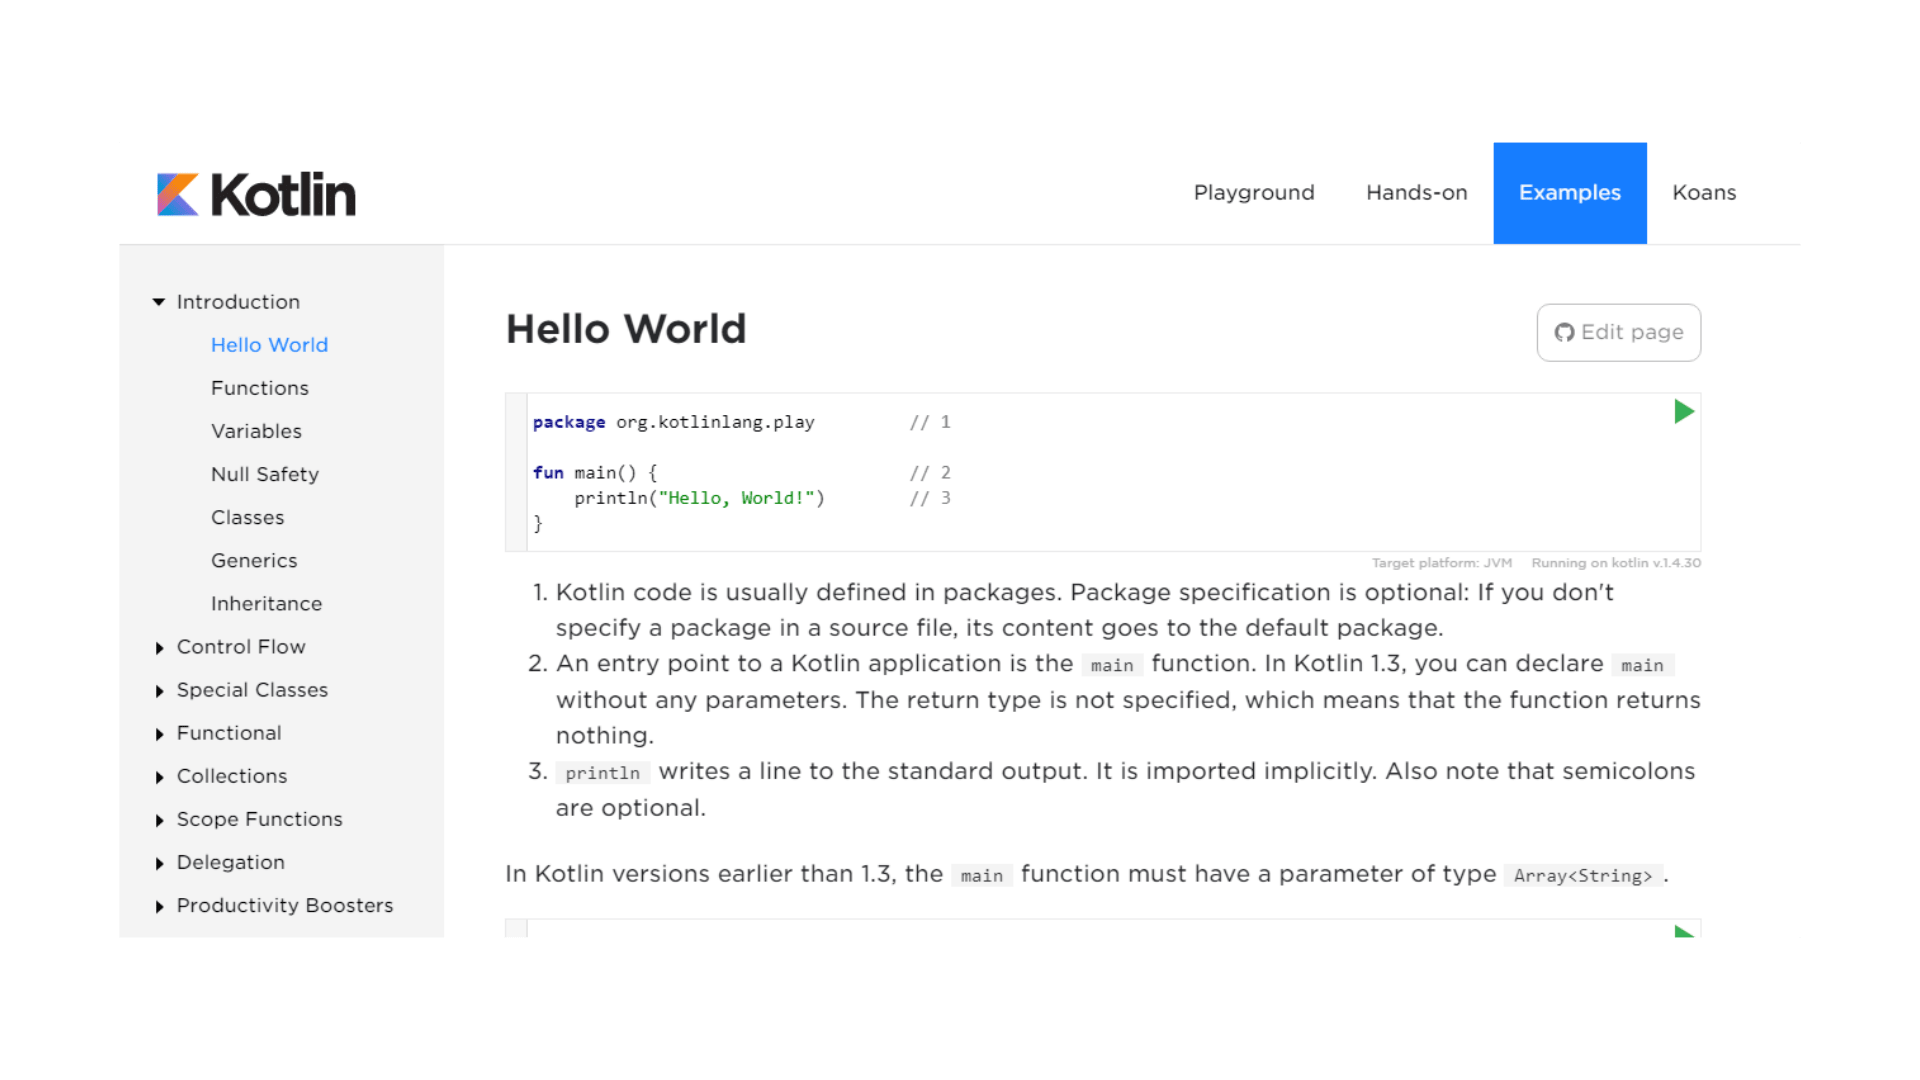 Kotlin
Playground
Hands-on
Examples
Koans
Introduction
Hello World
Functions
Variables
Null Safety
Classes
Generics
Inheritance
Control Flow
Special Classes
Functional
Collections
Scope Functions
Delegation
Productivity Boosters
Hello World
Edit page
package org.kotlinlang.play // 1
fun main() { // 2
println("Hello, World!") // 3
}
Target platform: JVM Running on kotlin v.1.4.30
1. Kotlin code is usually defined in packages. Package specification is optional: If you don't
specify a package in a source file, its content goes to the default package.
2. An entry point to a Kotlin application is the main function. In Kotlin 1.3, you can declare main
without any parameters. The return type is not specified, which means that the function returns
nothing.
3. println writes a line to the standard output. It is imported implicitly. Also note that semicolons
are optional.
In Kotlin versions earlier than 1.3, the main function must have a parameter of type Array<String> .